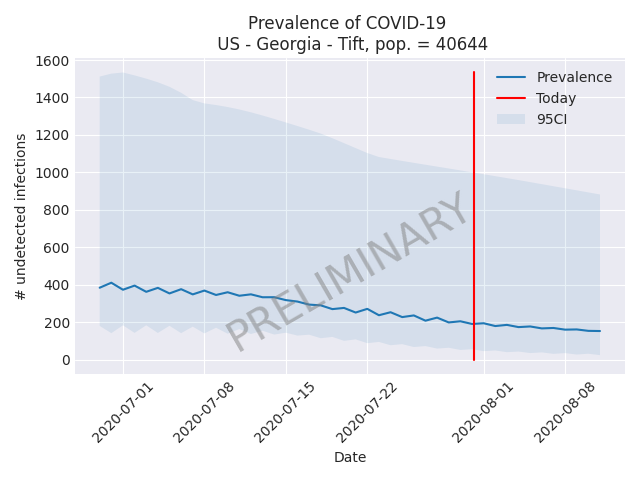 Prevalence of COVID-19
US - Georgia - Tift, pop. = 40644
# undetected infections
1600
1400
1200
1000
800
600
400
200
0
Prevalence
Today
95CI
PRELIMINARY
2020-07-01
2020-07-08
2020-07-15
2020-07-22
2020-08-01
2020-08-08
Date